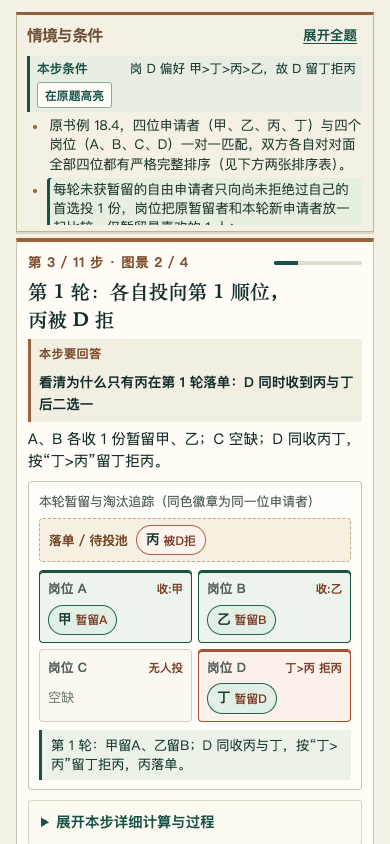 情境与条件 展开全题
本步条件 岗 D 偏好 甲>丁>丙>乙，故 D 留丁拒丙
在原题高亮
• 原书例 18.4，四位申请者（甲、乙、丙、丁）与四个
岗位（A、B、C、D）一对一匹配，双方各自对对面
全部四位都有严格完整排序（见下方两张排序表）。
• 每轮未获暂留的自由申请者只向尚未拒绝过自己的
首选投 1 份，岗位把原暂留者和本轮新申请者放一
第 3 / 11 步 · 图景 2 / 4
第 1 轮：各自投向第 1 顺位，
丙被 D 拒
本步要回答
看清为什么只有丙在第 1 轮落单：D 同时收到丙与丁
后二选一
A、B 各收 1 份暂留甲、乙；C 空缺；D 同收丙丁，
按“丁>丙”留丁拒丙。
本轮暂留与淘汰追踪（同色徽章为同一位申请者）
落单 / 待投池 丙 被D拒
岗位 A 收:甲
甲 暂留A
岗位 B 收:乙
乙 暂留B
岗位 C 无人投
空缺
岗位 D 丁>丙 拒丙
丁 暂留D
第 1 轮：甲留A、乙留B；D 同收丙与丁，按“丁>
丙”留丁拒丙，丙落单。
▶ 展开本步详细计算与过程